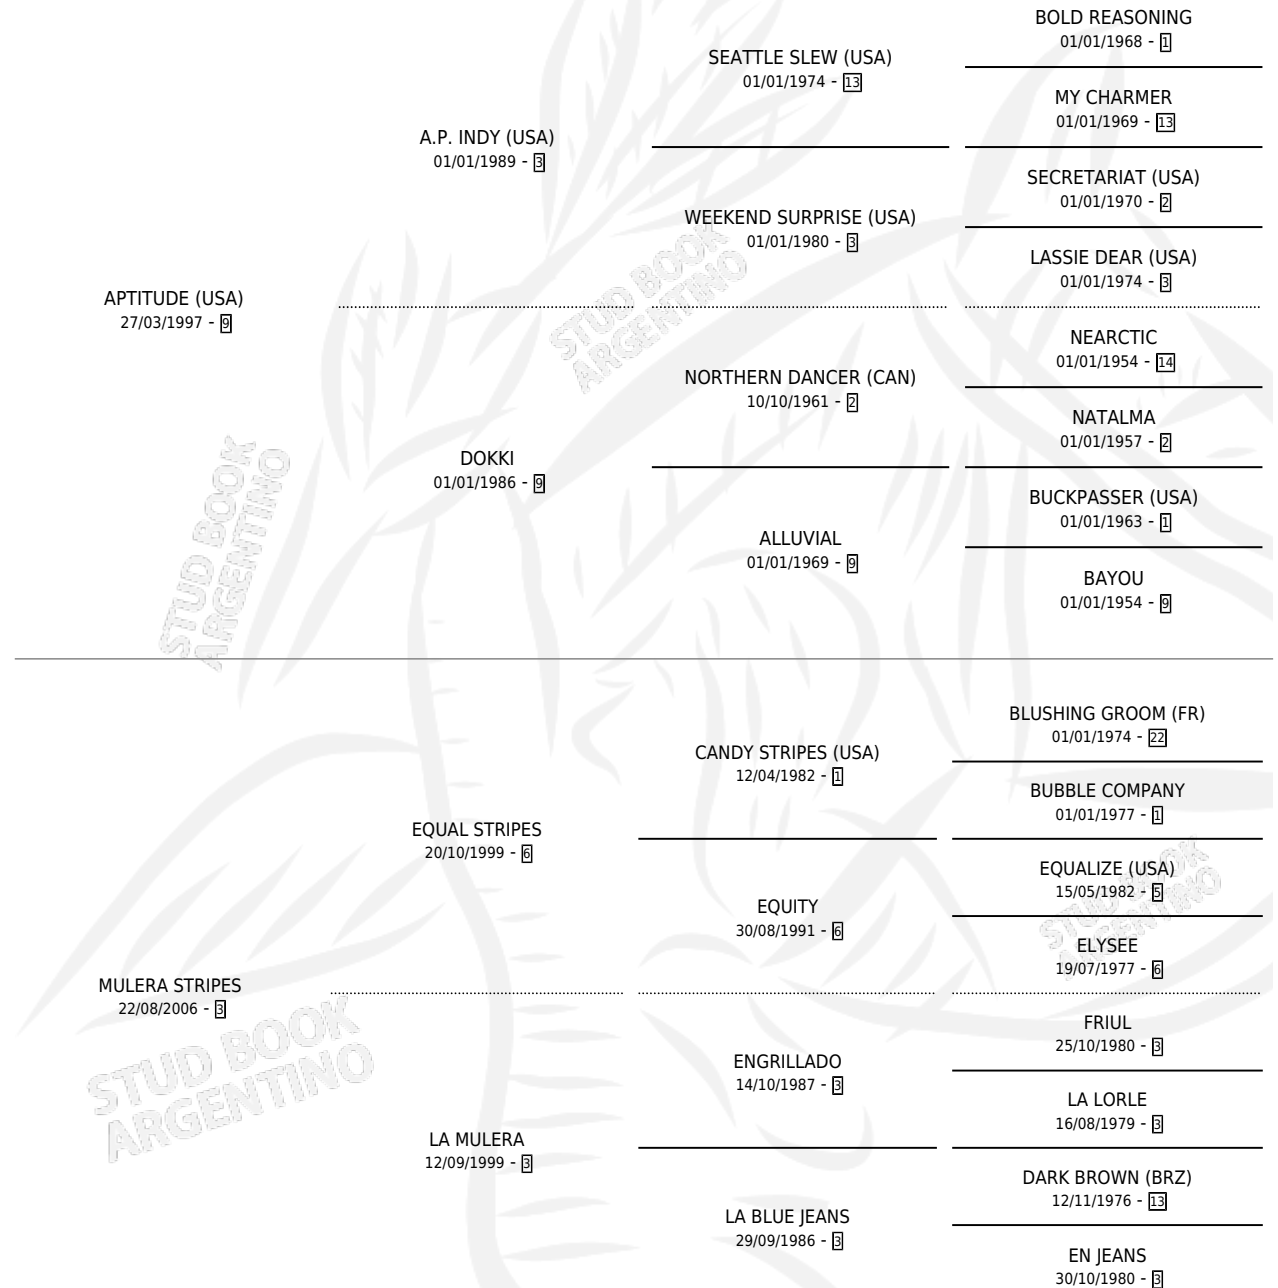 BOLD REASONING
01/01/1968 - 1
SEATTLE SLEW (USA)
01/01/1974 - 13
MY CHARMER
01/01/1969 - 13
A.P. INDY (USA)
01/01/1989 - 3
SECRETARIAT (USA)
01/01/1970 - 2
WEEKEND SURPRISE (USA)
01/01/1980 - 3
LASSIE DEAR (USA)
01/01/1974 - 3
APTITUDE (USA)
27/03/1997 - 9
STUD BOOK
ARGENTINO
NEARCTIC
01/01/1954 - 14
NORTHERN DANCER (CAN)
10/10/1961 - 2
NATALMA
01/01/1957 - 2
DOKKI
01/01/1986 - 9
BUCKPASSER (USA)
01/01/1963 - 1
ALLUVIAL
01/01/1969 - 9
BAYOU
01/01/1954 - 9
STUD BOOK
ARGENTINO
BLUSHING GROOM (FR)
01/01/1974 - 22
CANDY STRIPES (USA)
12/04/1982 - 1
BUBBLE COMPANY
01/01/1977 - 1
EQUAL STRIPES
20/10/1999 - 6
EQUALIZE (USA)
15/05/1982 - 5
EQUITY
30/08/1991 - 6
ELYSEE
19/07/1977 - 6
STUD BOOK
ARGENTINO
MULERA STRIPES
22/08/2006 - 3
FRIUL
25/10/1980 - 3
ENGRILLADO
14/10/1987 - 3
LA LORLE
16/08/1979 - 3
STUD BOOK
ARGENTINO
LA MULERA
12/09/1999 - 3
DARK BROWN (BRZ)
12/11/1976 - 13
LA BLUE JEANS
29/09/1986 - 3
EN JEANS
30/10/1980 - 3